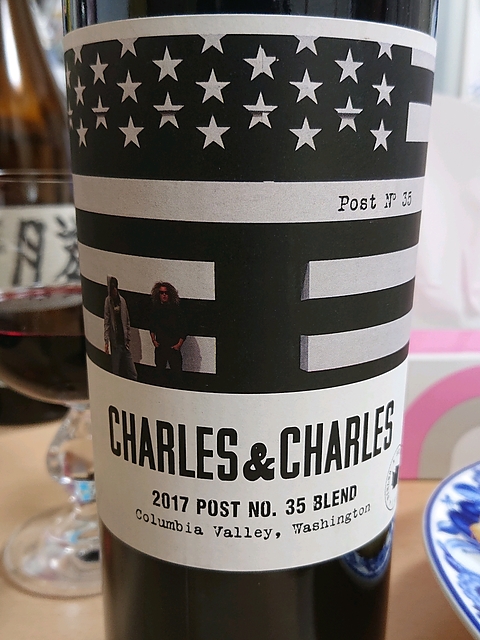 Post Nº 35
CHARLES & CHARLES
2017 POST NO. 35 BLEND
Columbia Valley, Washington